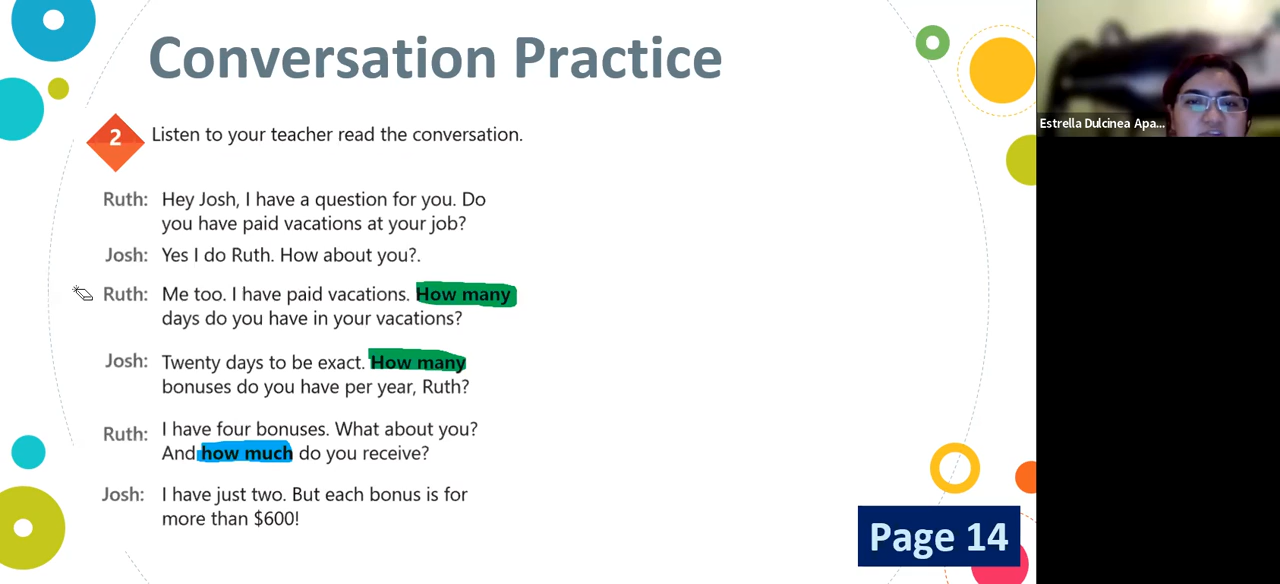 Conversation Practice
2
Listen to your teacher read the conversation.
Ruth: Hey Josh, I have a question for you. Do
you have paid vacations at your job?
Josh: Yes I do Ruth. How about you?.
Ruth: Me too. I have paid vacations. How many
days do you have in your vacations?
Josh: Twenty days to be exact. How many
bonuses do you have per year, Ruth?
Ruth: I have four bonuses. What about you?
And how much do you receive?
Josh: I have just two. But each bonus is for
more than $600!
Page 14
Estrella Dulcinea Apa...